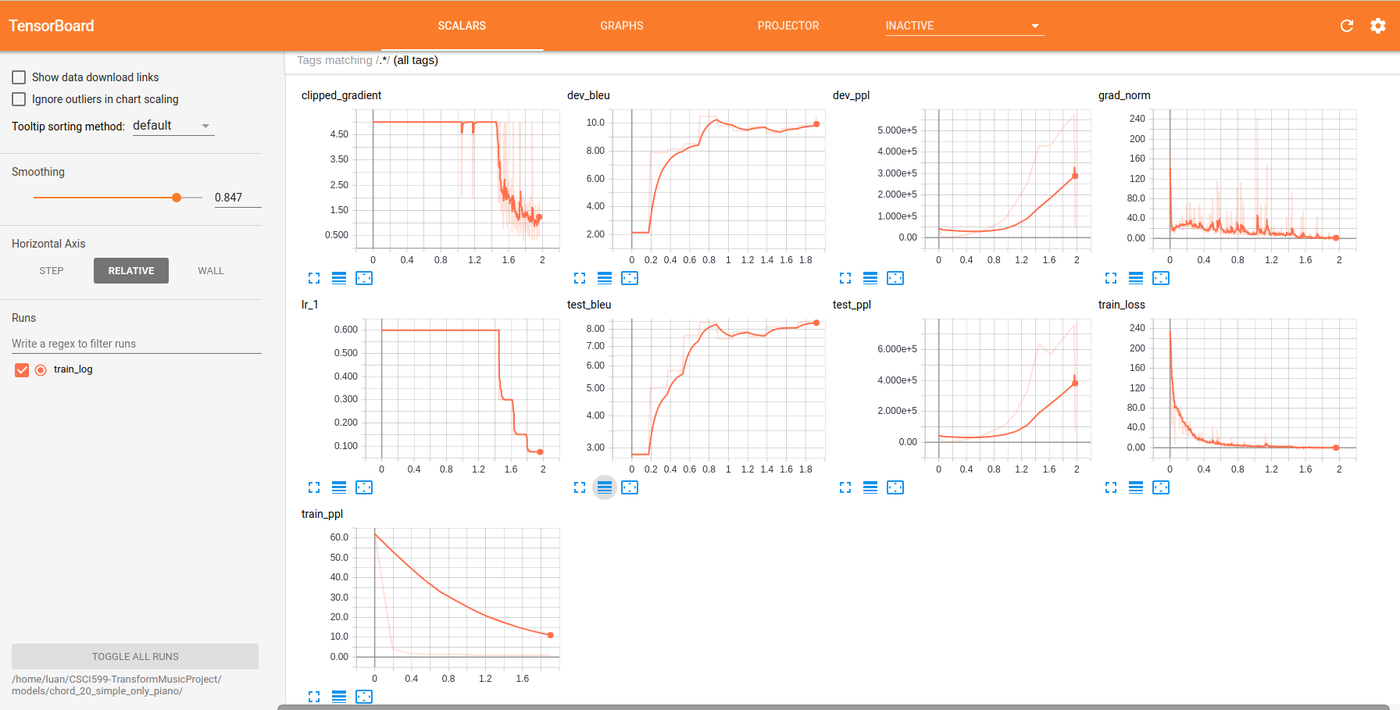 TensorBoard SCALARS GRAPHS PROJECTOR INACTIVE
Tags matching /.*/ (all tags)
Show data download links
Ignore outliers in chart scaling
Tooltip sorting method: default
Smoothing
0.847
Horizontal Axis
STEP RELATIVE WALL
Runs
Write a regex to filter runs
train_log
TOGGLE ALL RUNS
/home/luan/CSCI599-TransformMusicProject/
models/chord_20_simple_only_piano/
clipped_gradient
4.50
3.50
2.50
1.50
0.500
0 0.4 0.8 1.2 1.6 2
dev_bleu
10.0
8.00
6.00
4.00
2.00
0 0.2 0.4 0.6 0.8 1 1.2 1.4 1.6 1.8
dev_ppl
5.000e+5
4.000e+5
3.000e+5
2.000e+5
1.000e+5
0.00
0 0.4 0.8 1.2 1.6 2
grad_norm
240
200
160
120
80.0
40.0
0.00
0 0.4 0.8 1.2 1.6 2
lr_1
0.600
0.500
0.400
0.300
0.200
0.100
0 0.4 0.8 1.2 1.6 2
test_bleu
8.00
7.00
6.00
5.00
4.00
3.00
0 0.2 0.4 0.6 0.8 1 1.2 1.4 1.6 1.8
test_ppl
6.000e+5
4.000e+5
2.000e+5
0.00
0 0.4 0.8 1.2 1.6 2
train_loss
240
200
160
120
80.0
40.0
0.00
0 0.4 0.8 1.2 1.6 2
train_ppl
60.0
50.0
40.0
30.0
20.0
10.0
0.00
0 0.4 0.8 1.2 1.6